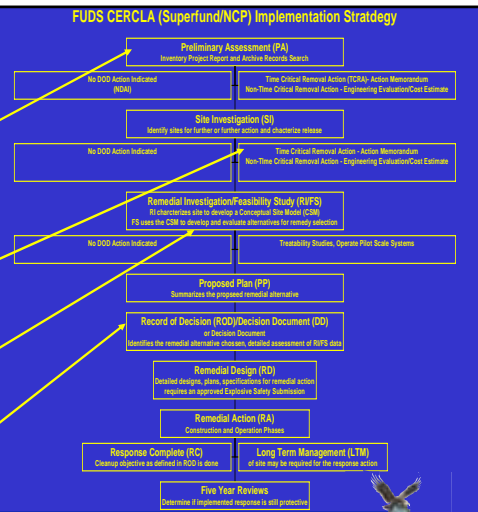 FUDS CERCLA (Superfund/NCP) Implementation Stratdegy
Preliminary Assessment (PA)
Inventory Project Report and Archive Records Search
No DOD Action Indicated
(NDAI)
Time Critical Removal Action (TCRA)- Action Memorandum
Non-Time Critical Removal Action - Engineering Evaluation/Cost Estimate
Site Investigation (SI)
Identify sites for further or further action and chacterize release
No DOD Action Indicated
Time Critical Removal Action - Action Memorandum
Non-Time Critical Removal Action - Engineering Evaluation/Cost Estimate
Remedial Investigation/Feasibility Study (RI/FS)
RI charcterizes site to develop a Conceptual Site Model (CSM)
FS uses the CSM to develop and evaluate alternatives for remedy selection
No DOD Action Indicated
Treatability Studies, Operate Pilot Scale Systems
Proposed Plan (PP)
Summarizes the propseed remedial alternative
Record of Decision (ROD)/Decision Document (DD)
or Decision Document
Identifies the remedial alternative chossen, detailed assessment of RI/FS data
Remedial Design (RD)
Detailed designs, plans, specifications for remedial action
requires an approved Explosive Safety Submission
Remedial Action (RA)
Construction and Operation Phases
Response Complete (RC)
Cleanup objective as defined in ROD is done
Long Term Management (LTM)
of site may be required for the response action
Five Year Reviews
Determine if implemented response is still protective